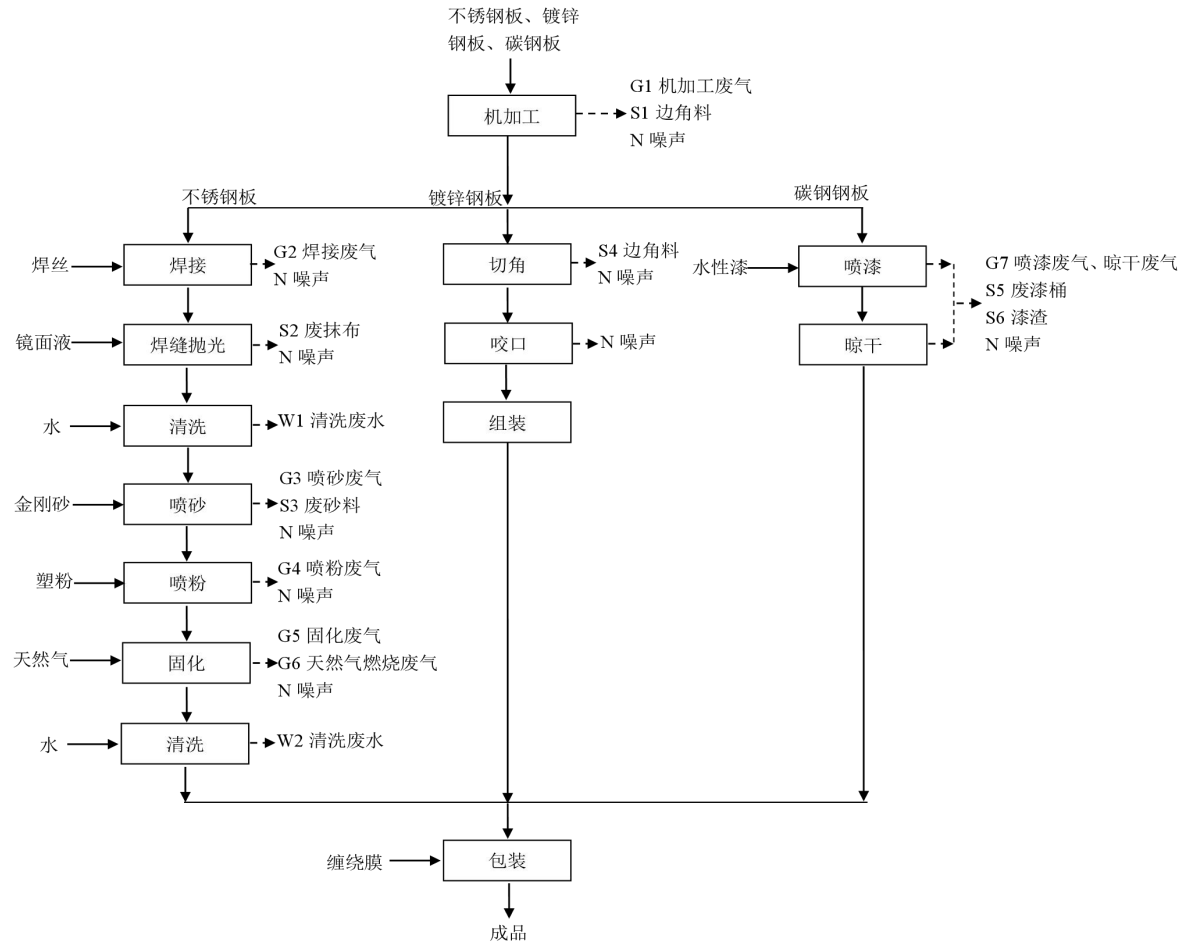 不锈钢板、镀锌
钢板、碳钢板
机加工
G1 机加工废气
S1 边角料
N 噪声
不锈钢板
镀锌钢板
碳钢钢板
焊丝
焊接
G2 焊接废气
N 噪声
镜面液
焊缝抛光
S2 废抹布
N 噪声
水
清洗
W1 清洗废水
金刚砂
喷砂
G3 喷砂废气
S3 废砂料
N 噪声
塑粉
喷粉
G4 喷粉废气
N 噪声
天然气
固化
G5 固化废气
G6 天然气燃烧废气
N 噪声
水
清洗
W2 清洗废水
切角
S4 边角料
N 噪声
咬口
N 噪声
组装
水性漆
喷漆
晾干
G7 喷漆废气、晾干废气
S5 废漆桶
S6 漆渣
N 噪声
缠绕膜
包装
成品